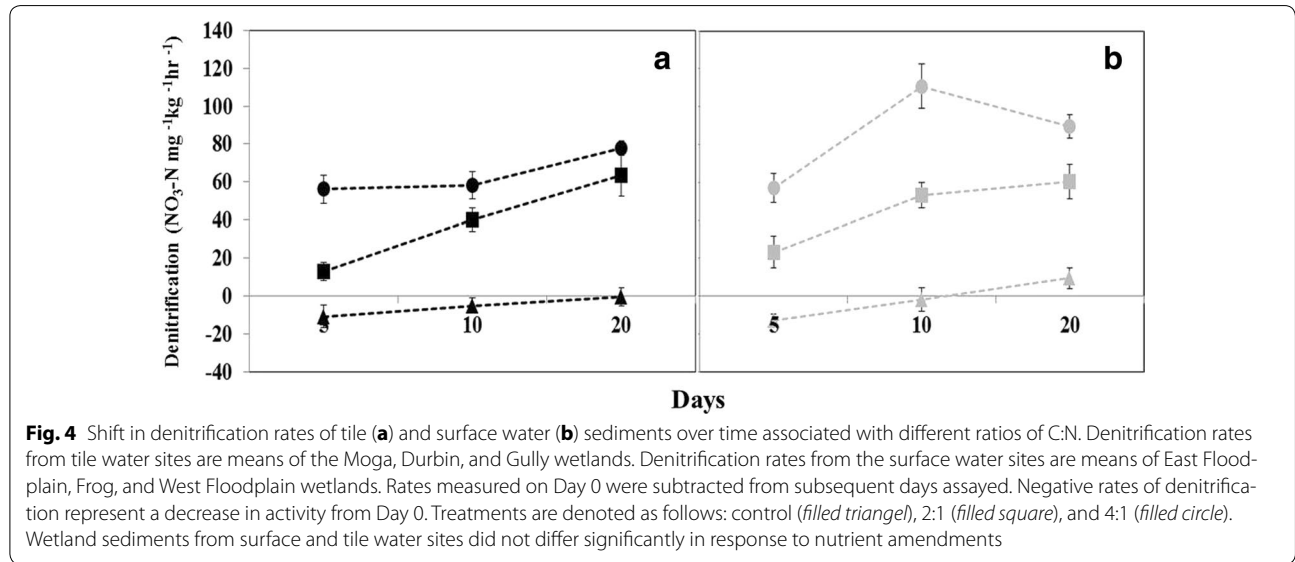 Denitrification (NO₃-N mg ⁻¹kg ⁻¹hr ⁻¹)
140
120
100
80
60
40
20
0
-20
-40
a
b
5
10
20
5
10
20
Days
Fig. 4 Shift in denitrification rates of tile (a) and surface water (b) sediments over time associated with different ratios of C:N. Denitrification rates
from tile water sites are means of the Moga, Durbin, and Gully wetlands. Denitrification rates from the surface water sites are means of East Flood-
plain, Frog, and West Floodplain wetlands. Rates measured on Day 0 were subtracted from subsequent days assayed. Negative rates of denitrifica-
tion represent a decrease in activity from Day 0. Treatments are denoted as follows: control (filled triangel), 2:1 (filled square), and 4:1 (filled circle).
Wetland sediments from surface and tile water sites did not differ significantly in response to nutrient amendments